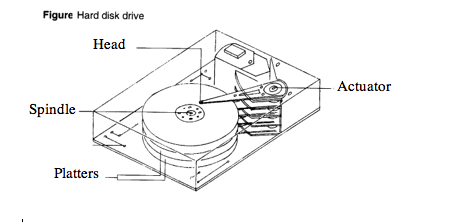 Figure Hard disk drive
Head
Actuator
Spindle
Platters